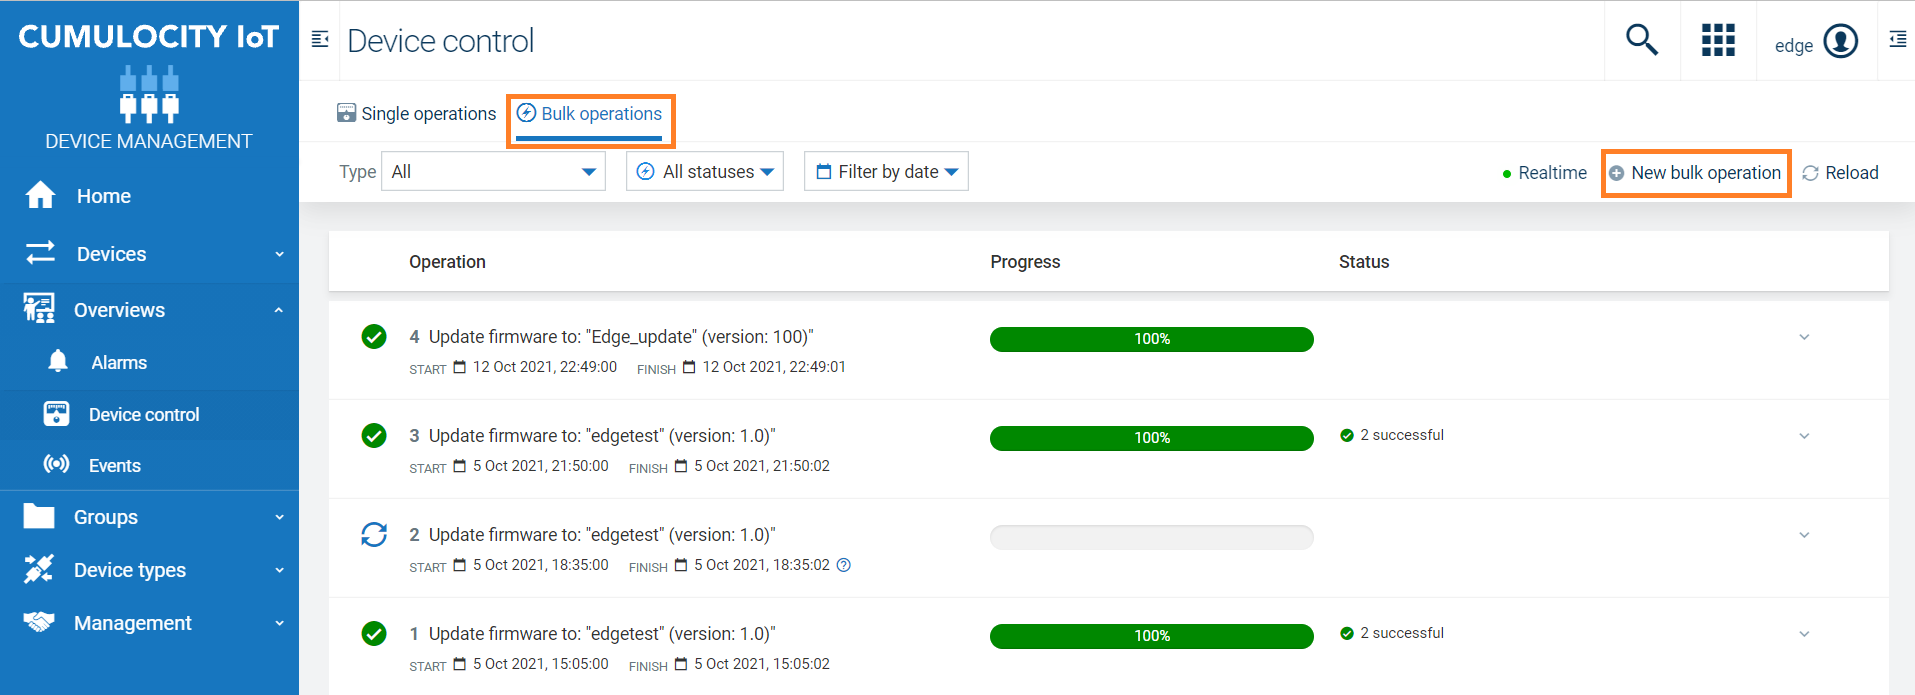 CUMULOCITY IoT
DEVICE MANAGEMENT
Home
Devices
Overviews
Alarms
Device control
Events
Groups
Device types
Management
Device control
edge
Single operations Bulk operations
Type All All statuses Filter by date Realtime New bulk operation Reload
Operation Progress Status
4 Update firmware to: "Edge_update" (version: 100)" 100%
START 12 Oct 2021, 22:49:00 FINISH 12 Oct 2021, 22:49:01
3 Update firmware to: "edgetest" (version: 1.0)" 100% 2 successful
START 5 Oct 2021, 21:50:00 FINISH 5 Oct 2021, 21:50:02
2 Update firmware to: "edgetest" (version: 1.0)"
START 5 Oct 2021, 18:35:00 FINISH 5 Oct 2021, 18:35:02
1 Update firmware to: "edgetest" (version: 1.0)" 100% 2 successful
START 5 Oct 2021, 15:05:00 FINISH 5 Oct 2021, 15:05:02